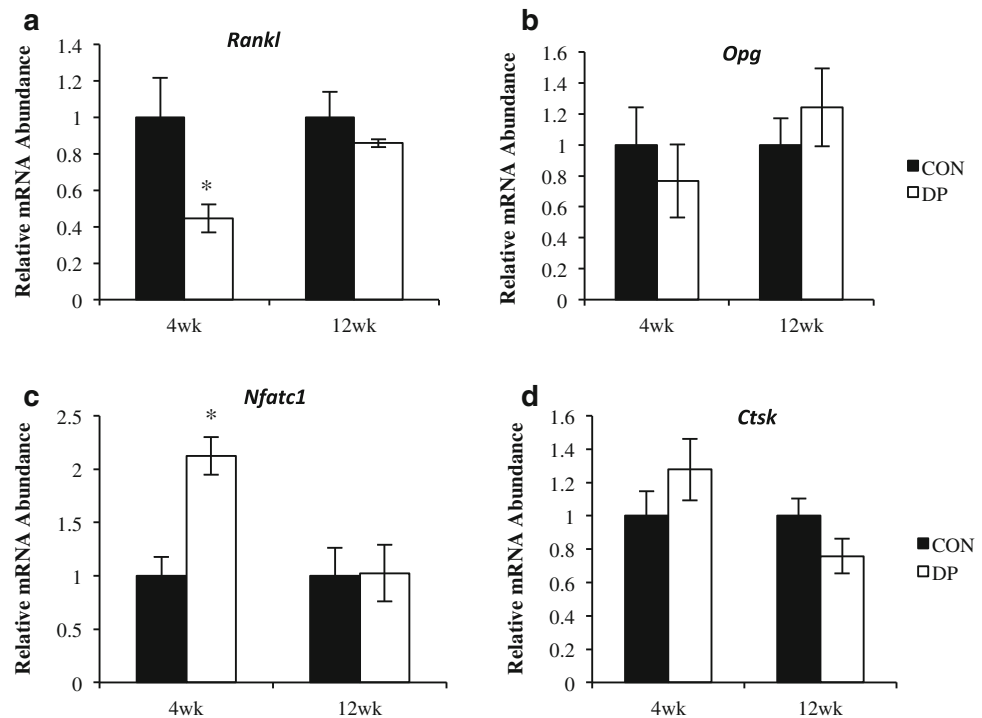 a
Rankl
Relative mRNA Abundance
1.4
1.2
1
0.8
0.6
0.4
0.2
0
*
4wk
12wk
b
Opg
Relative mRNA Abundance
1.6
1.4
1.2
1
0.8
0.6
0.4
0.2
0
4wk
12wk
CON
DP
c
Nfatc1
Relative mRNA Abundance
2.5
2
1.5
1
0.5
0
*
4wk
12wk
d
Ctsk
Relative mRNA Abundance
1.6
1.4
1.2
1
0.8
0.6
0.4
0.2
0
4wk
12wk
CON
DP